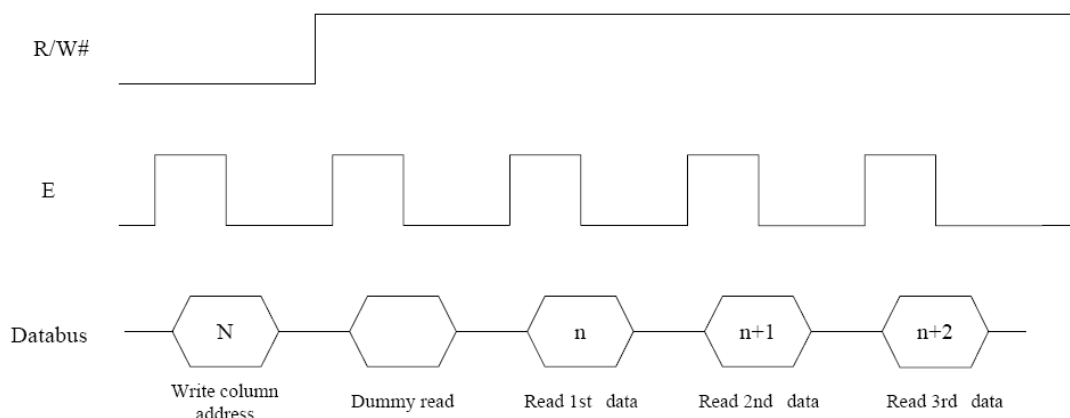 R/W#
E
Databus
N
n
n+1
n+2
Write column
address
Dummy read
Read 1st data
Read 2nd data
Read 3rd data